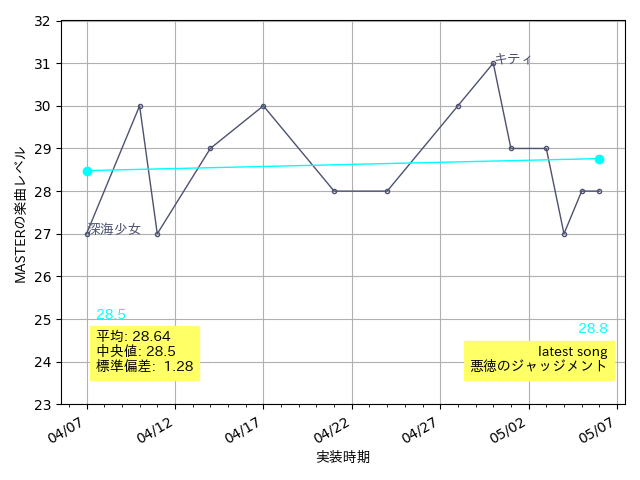 32
31
30
29
28
27
26
25
24
23
MASTERの楽曲レベル
キティ
深海少女
28.5
平均: 28.64
中央値: 28.5
標準偏差: 1.28
28.8
latest song
悪徳のジャッジメント
04/07
04/12
04/17
04/22
04/27
05/02
05/07
実装時期